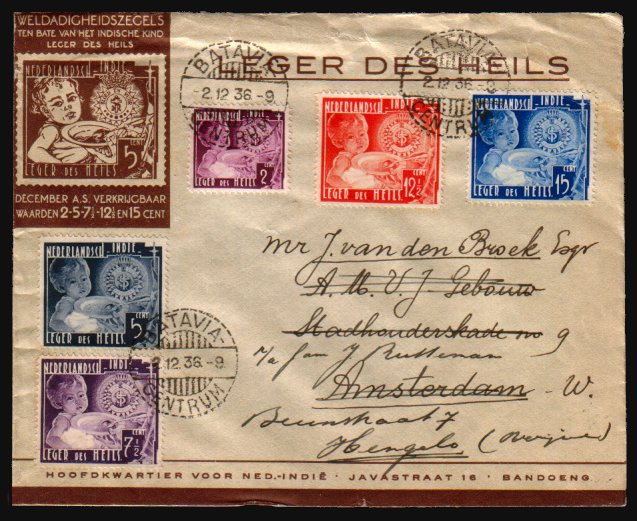 WELDADIGHEIDSZEGELS
TEN BATE VAN HET INDISCHE KIND
LEGER DES HEILS
NEDERLANDSCH INDIE
CENT
5
LEGER DES HEILS
DECEMBER A.S. VERKRIJGBAAR
WAARDEN 2-5-7½-12½ EN 15 CENT
LEGER DES HEILS
BATAVIA
-2.12.36.-9
CENTRUM
BATAVIA
2.12.36.-9
CENTRUM
NEDERLANDSCH INDIE
CENT
2
LEGER DES HEILS
NEDERLANDSCH INDIE
CENT
12½
LEGER DES HEILS
NEDERLANDSCH INDIE
CENT
15
LEGER DES HEILS
NEDERLANDSCH INDIE
CENT
5
LEGER DES HEILS
BATAVIA
2.12.36.-9
CENTRUM
NEDERLANDSCH INDIE
CENT
7½
LEGER DES HEILS
Mr J. van den Broek Esqr
A.M.V.J. Gebouw
Stadhouderskade no 9
Amsterdam - W.
7
Hengelo (Overijssel)
HOOFDKWARTIER VOOR NED.-INDIË · JAVASTRAAT 16 · BANDOENG